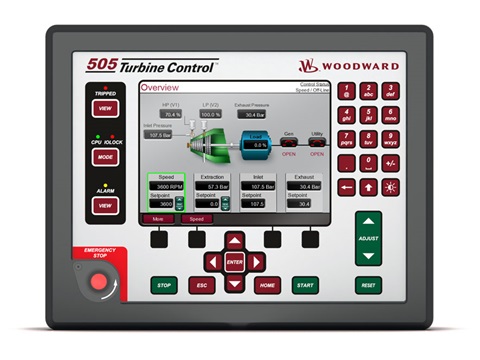 505 Turbine Control™
WOODWARD
TRIPPED
VIEW
CPU IOLOCK
MODE
ALARM
VIEW
EMERGENCY
STOP
Overview
Control Status
Speed / Off-Line
HP (V1)
70.4 %
LP (V2)
100.0 %
Exhaust Pressure
30.4 Bar
Inlet Pressure
107.5 Bar
Load
0.0 %
Gen
OPEN
Utility
OPEN
Speed
3600 RPM
Setpoint
3600
Extraction
57.3 Bar
Setpoint
0.0
Inlet
107.5 Bar
Setpoint
107.5
Exhaust
30.4 Bar
Setpoint
30.4
Speed
1 @
2 abc
3 def
4 ghi
5 jkl
6 mno
7 pqrs
8 tuv
9 wxyz
.
0
+/-
ADJUST
ENTER
STOP
ESC
HOME
START
RESET